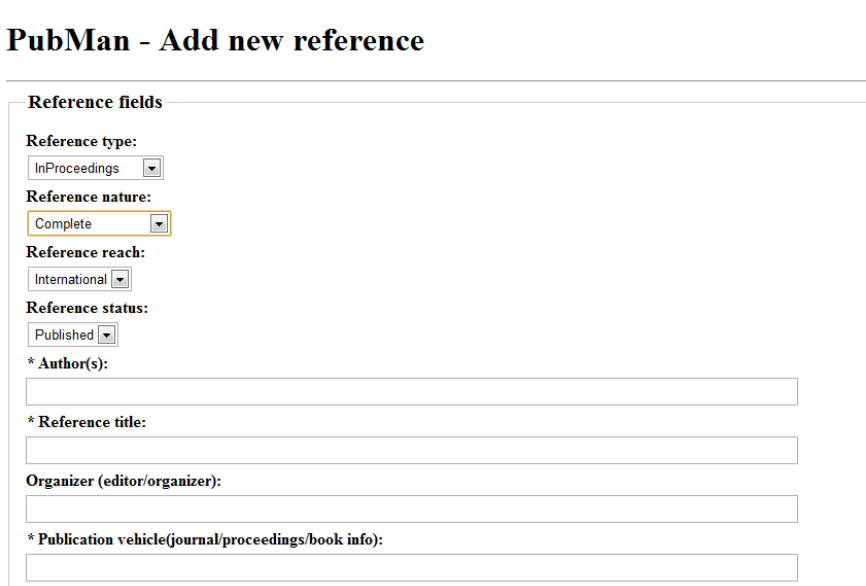 PubMan - Add new reference
Reference fields
Reference type:
InProceedings
Reference nature:
Complete
Reference reach:
International
Reference status:
Published
* Author(s):
* Reference title:
Organizer (editor/organizer):
* Publication vehicle(journal/proceedings/book info):